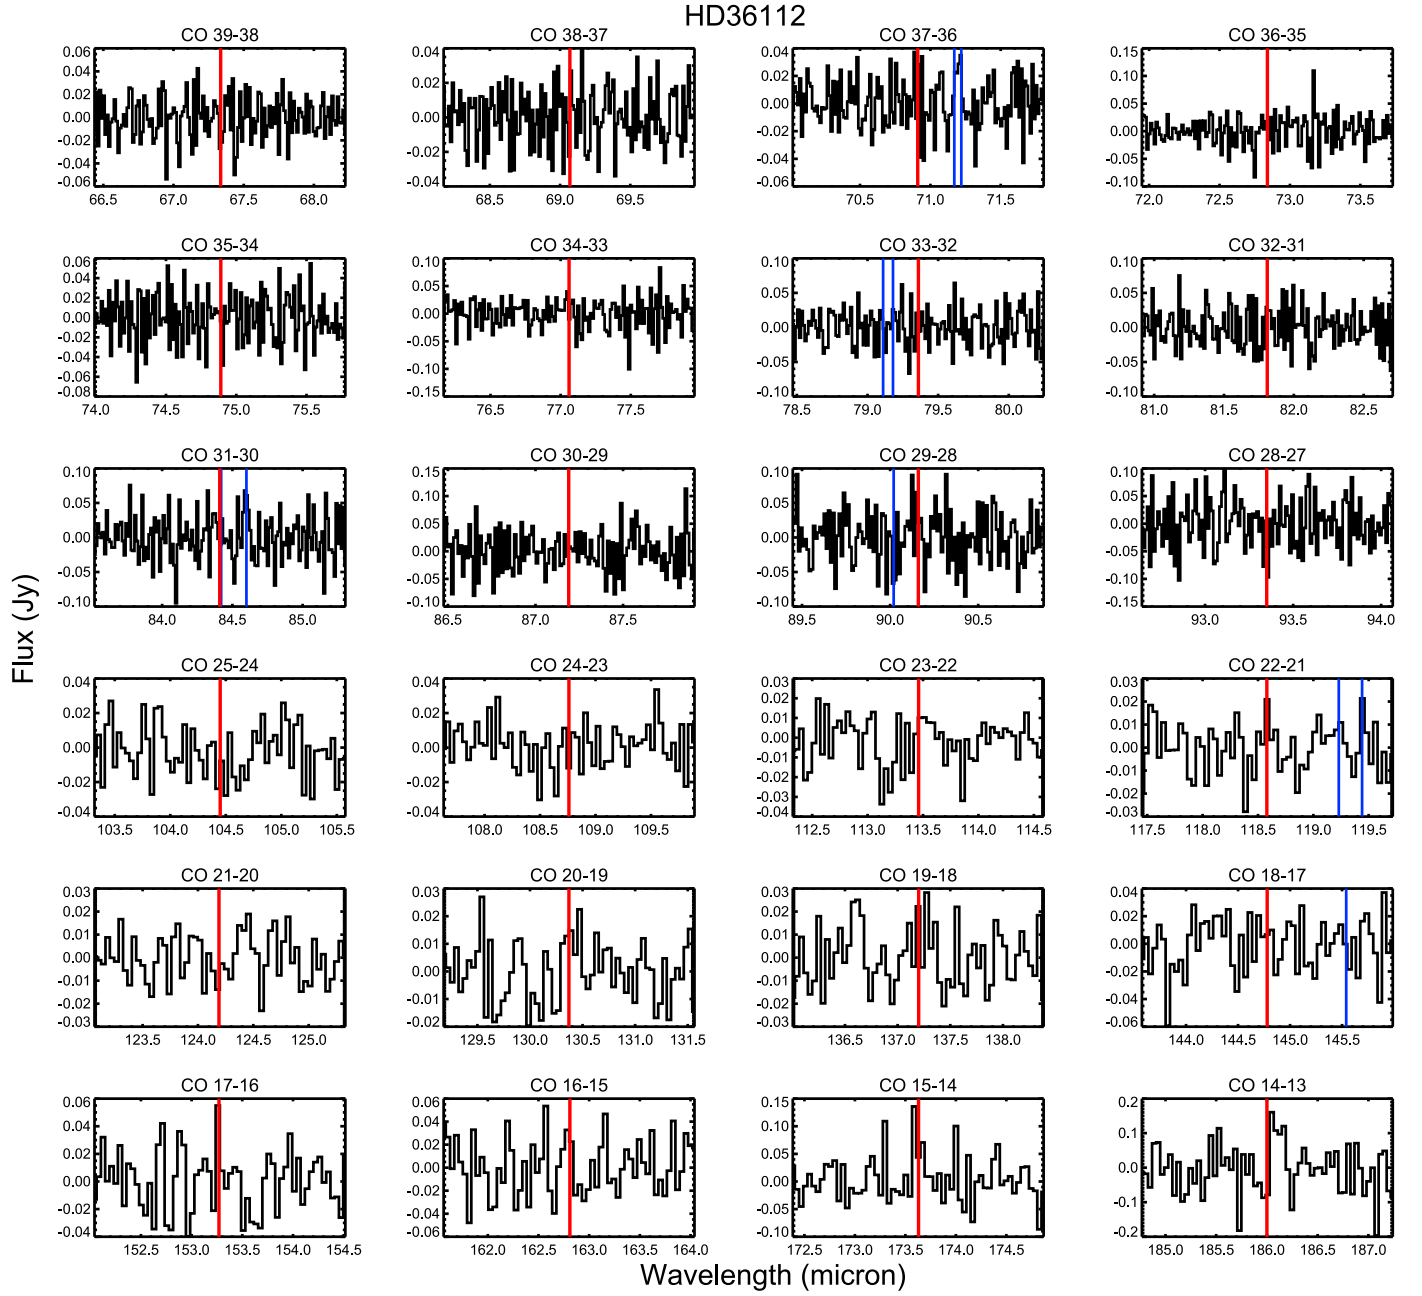 HD36112
CO 39-38
CO 38-37
CO 37-36
CO 36-35
0.06
0.04
0.02
0.00
-0.02
-0.04
-0.06
66.5 67.0 67.5 68.0
0.04
0.02
0.00
-0.02
-0.04
68.5 69.0 69.5
0.04
0.02
0.00
-0.02
-0.04
-0.06
70.5 71.0 71.5
0.15
0.10
0.05
0.00
-0.05
-0.10
72.0 72.5 73.0 73.5
CO 35-34
CO 34-33
CO 33-32
CO 32-31
0.06
0.04
0.02
0.00
-0.02
-0.04
-0.06
-0.08
74.0 74.5 75.0 75.5
0.10
0.05
0.00
-0.05
-0.10
-0.15
76.5 77.0 77.5
0.10
0.05
0.00
-0.05
-0.10
78.5 79.0 79.5 80.0
0.10
0.05
0.00
-0.05
-0.10
81.0 81.5 82.0 82.5
CO 31-30
CO 30-29
CO 29-28
CO 28-27
0.10
0.05
0.00
-0.05
-0.10
84.0 84.5 85.0
0.15
0.10
0.05
0.00
-0.05
-0.10
86.5 87.0 87.5
0.10
0.05
0.00
-0.05
-0.10
89.5 90.0 90.5
0.10
0.05
0.00
-0.05
-0.10
-0.15
93.0 93.5 94.0
Flux (Jy)
CO 25-24
CO 24-23
CO 23-22
CO 22-21
0.04
0.02
0.00
-0.02
-0.04
103.5 104.0 104.5 105.0 105.5
0.04
0.02
0.00
-0.02
-0.04
108.0 108.5 109.0 109.5
0.03
0.02
0.01
0.00
-0.01
-0.02
-0.03
-0.04
112.5 113.0 113.5 114.0 114.5
0.03
0.02
0.01
0.00
-0.01
-0.02
-0.03
117.5 118.0 118.5 119.0 119.5
CO 21-20
CO 20-19
CO 19-18
CO 18-17
0.03
0.02
0.01
0.00
-0.01
-0.02
-0.03
123.5 124.0 124.5 125.0
0.03
0.02
0.01
0.00
-0.01
-0.02
129.5 130.0 130.5 131.0 131.5
0.03
0.02
0.01
0.00
-0.01
-0.02
-0.03
136.5 137.0 137.5 138.0
0.04
0.02
0.00
-0.02
-0.04
-0.06
144.0 144.5 145.0 145.5
CO 17-16
CO 16-15
CO 15-14
CO 14-13
0.06
0.04
0.02
0.00
-0.02
-0.04
152.5 153.0 153.5 154.0 154.5
0.06
0.04
0.02
0.00
-0.02
-0.04
-0.06
162.0 162.5 163.0 163.5 164.0
0.15
0.10
0.05
0.00
-0.05
-0.10
172.5 173.0 173.5 174.0 174.5
0.2
0.1
0.0
-0.1
-0.2
185.0 185.5 186.0 186.5 187.0
Wavelength (micron)